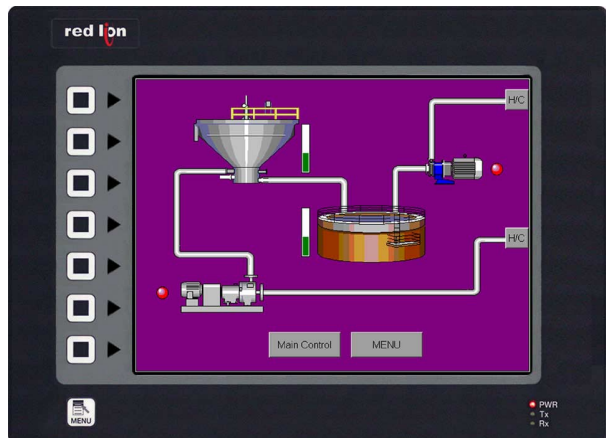 red lion
H/C
H/C
Main Control
MENU
MENU
PWR
Tx
Rx